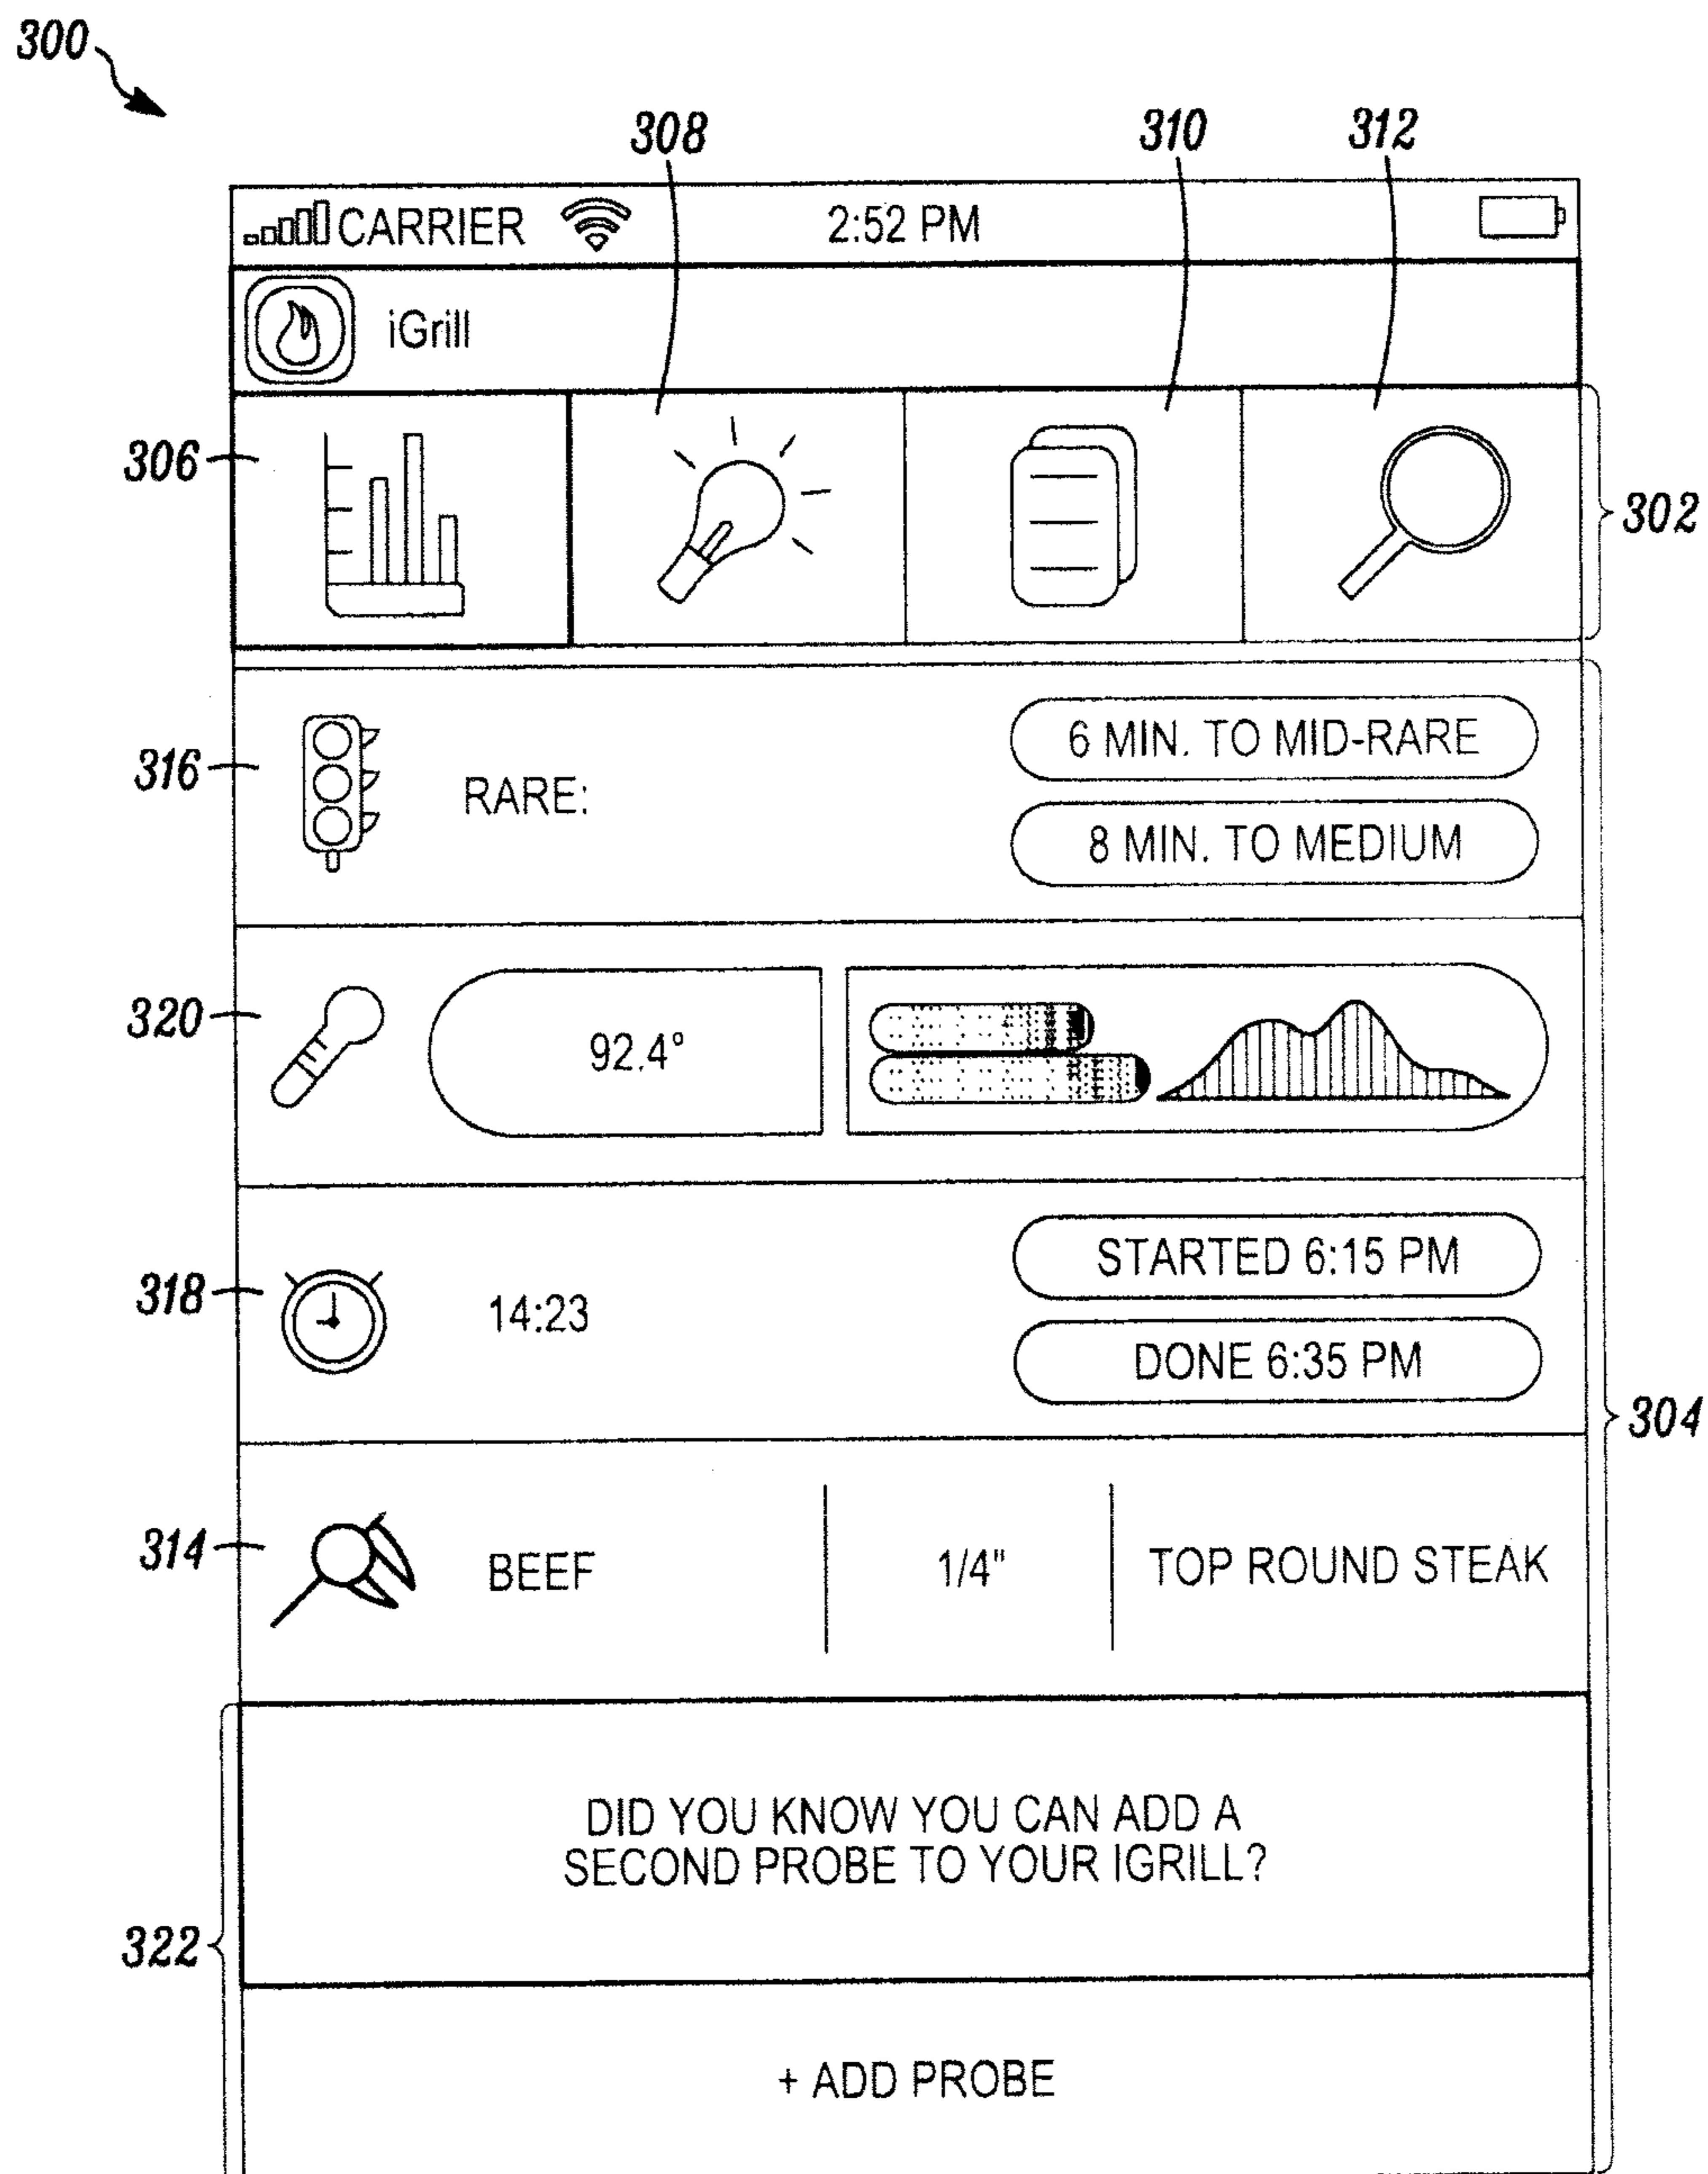 300
308
310
312
CARRIER
2:52 PM
iGrill
306
302
316
RARE:
6 MIN. TO MID-RARE
8 MIN. TO MEDIUM
320
92.4°
318
14:23
STARTED 6:15 PM
DONE 6:35 PM
304
314
BEEF
1/4"
TOP ROUND STEAK
DID YOU KNOW YOU CAN ADD A
SECOND PROBE TO YOUR IGRILL?
322
+ ADD PROBE